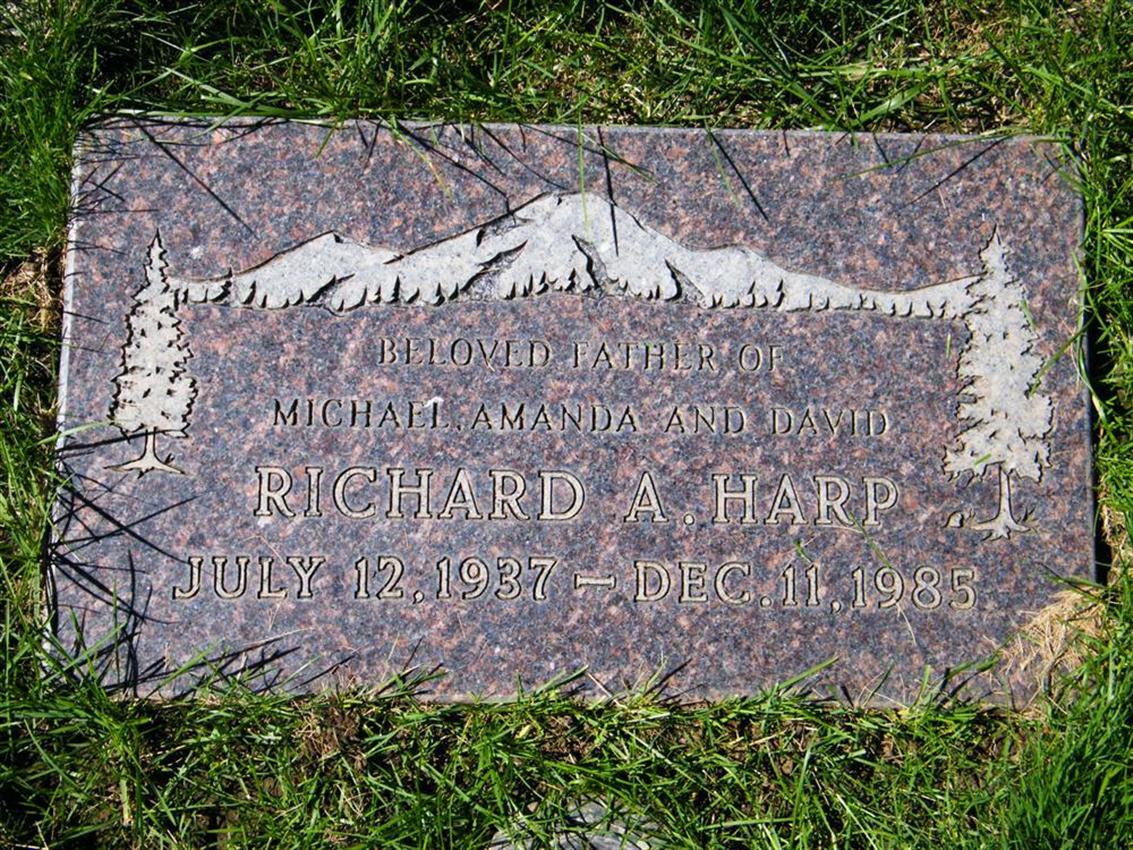 BELOVED FATHER OF
MICHAEL, AMANDA AND DAVID
RICHARD A. HARP
JULY 12, 1937 — DEC. 11, 1985